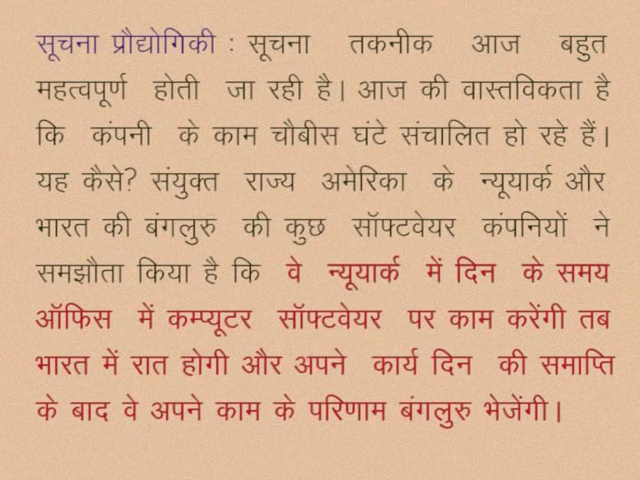 सूचना प्रौद्योगिकी : सूचना तकनीक आज बहुत
महत्वपूर्ण होती जा रही है। आज की वास्तविकता है
कि कंपनी के काम चौबीस घंटे संचालित हो रहे हैं।
यह कैसे? संयुक्त राज्य अमेरिका के न्यूयार्क और
भारत की बंगलुरु की कुछ सॉफ्टवेयर कंपनियों ने
समझौता किया है कि वे न्यूयार्क में दिन के समय
ऑफिस में कम्प्यूटर सॉफ्टवेयर पर काम करेंगी तब
भारत में रात होगी और अपने कार्य दिन की समाप्ति
के बाद वे अपने काम के परिणाम बंगलुरु भेजेंगी।